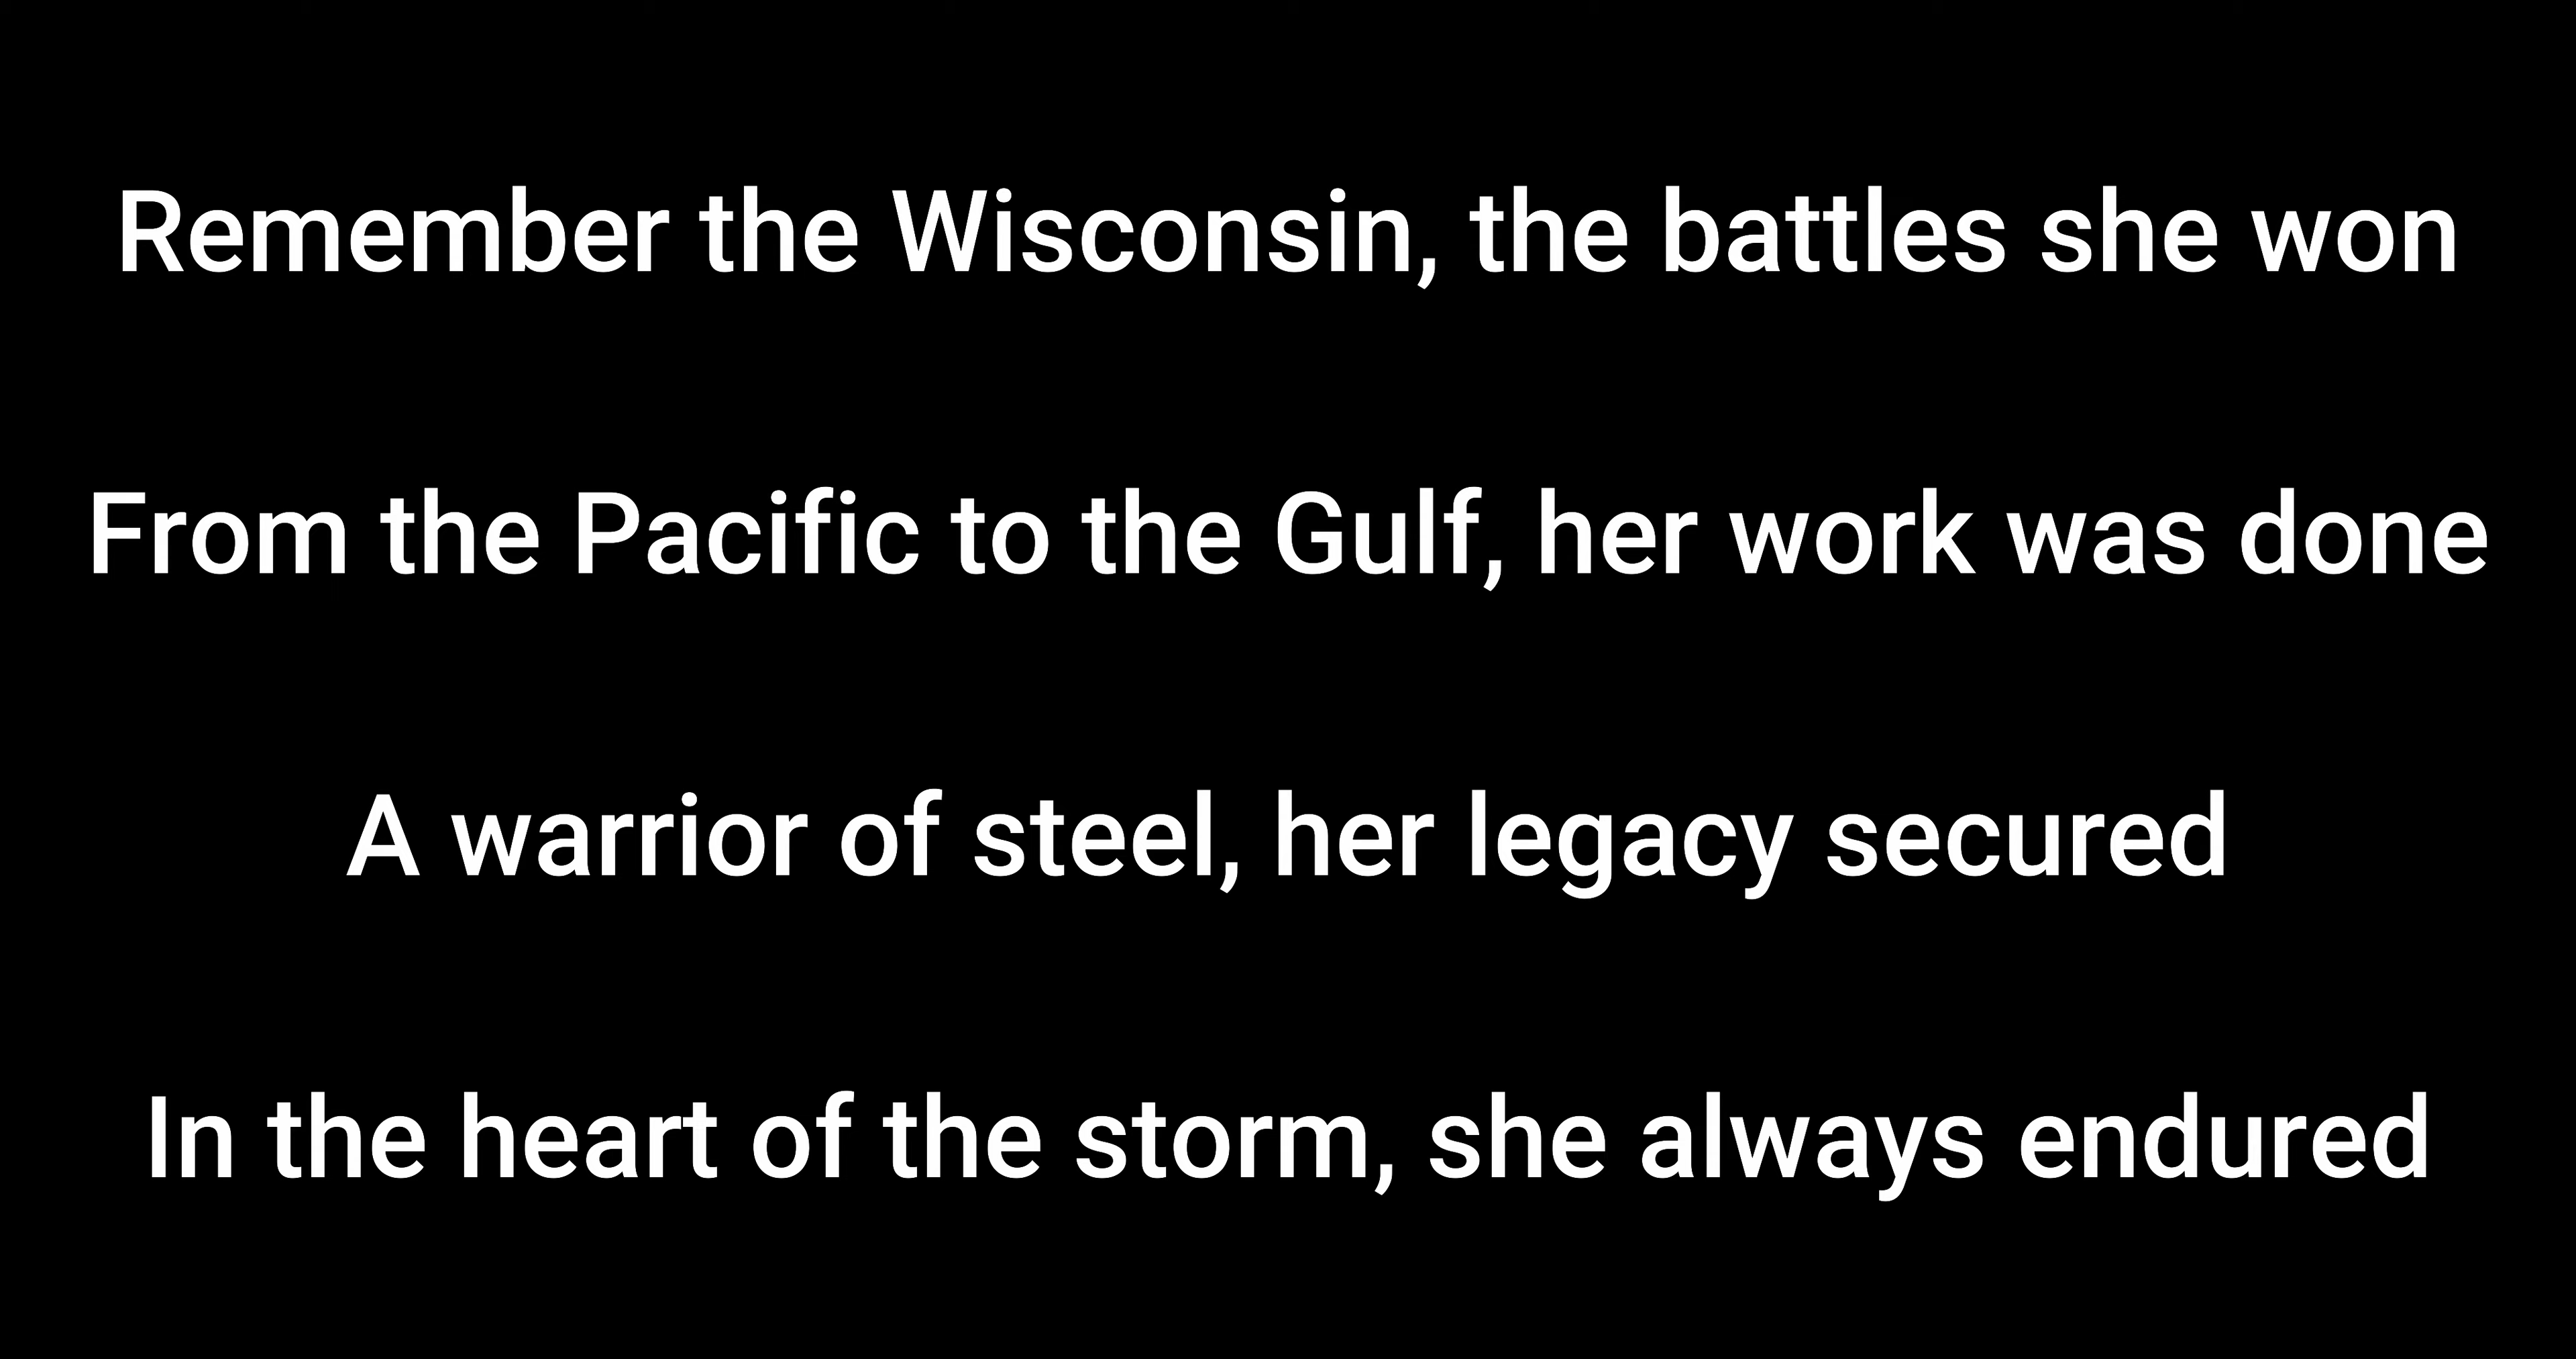 Remember the Wisconsin, the battles she won
From the Pacific to the Gulf, her work was done
A warrior of steel, her legacy secured
In the heart of the storm, she always endured